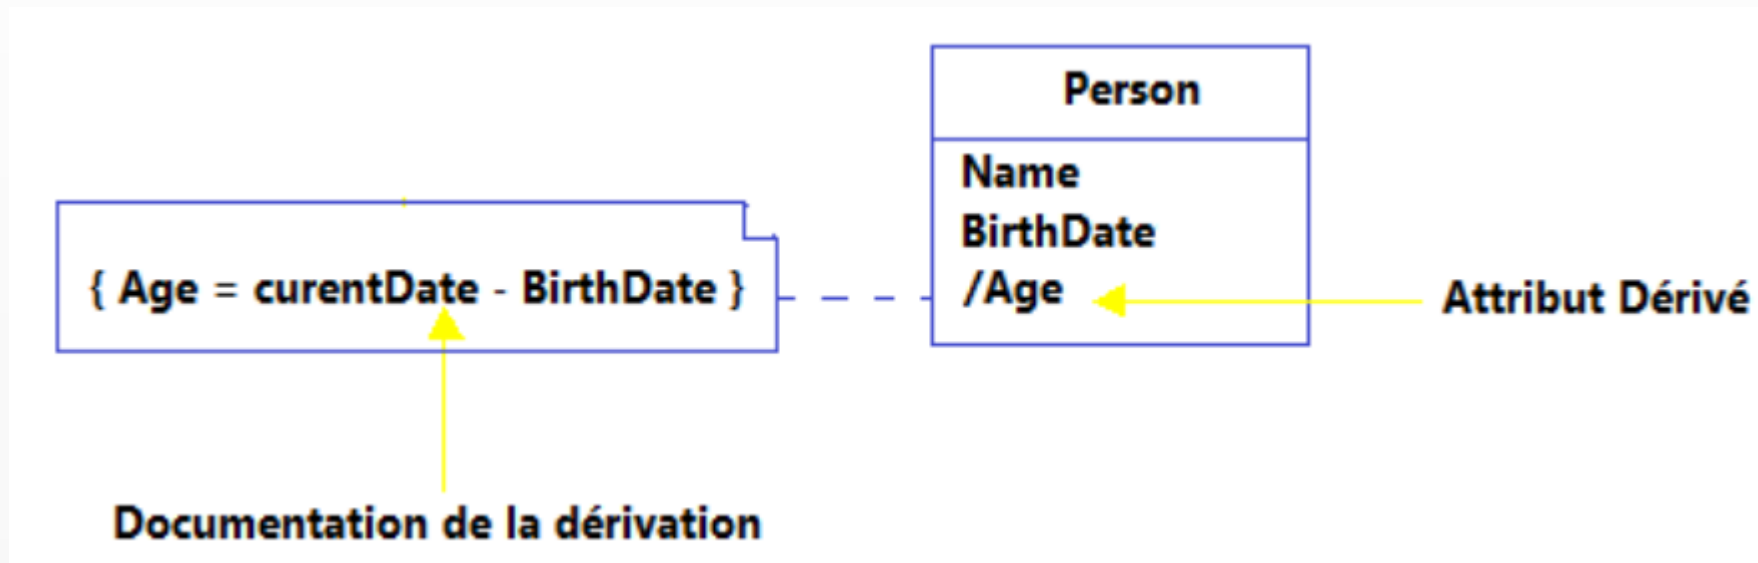 Person
Name
BirthDate
/Age
{ Age = curentDate - BirthDate }
Attribut Dérivé
Documentation de la dérivation